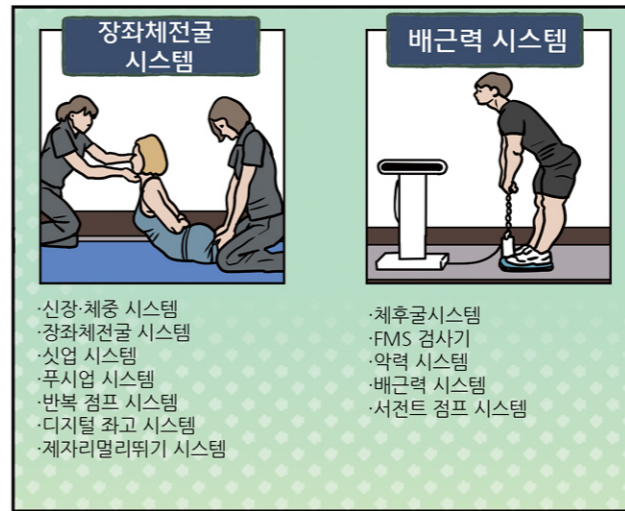 장좌체전굴
시스템
배근력 시스템
·신장·체중 시스템
·장좌체전굴 시스템
·싯업 시스템
·푸시업 시스템
·반복 점프 시스템
·디지털 좌고 시스템
·제자리멀리뛰기 시스템
·체후굴시스템
·FMS 검사기
·악력 시스템
·배근력 시스템
·서전트 점프 시스템